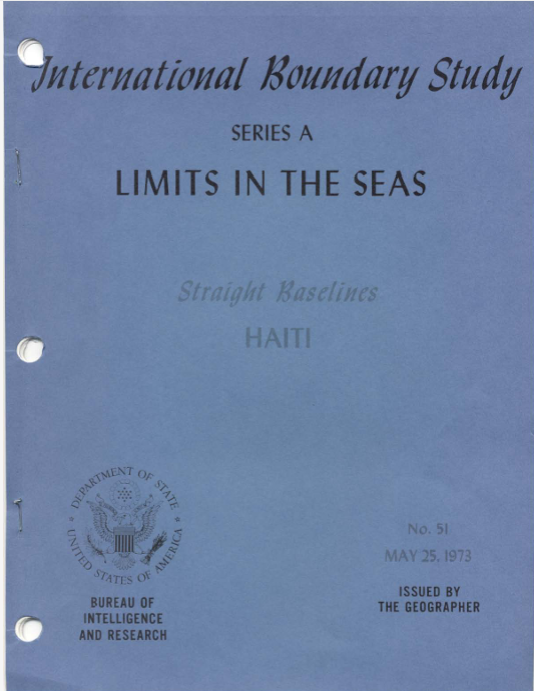 International Boundary Study
SERIES A
LIMITS IN THE SEAS
Straight Baselines
HAITI
DEPARTMENT OF STATE
UNITED STATES OF AMERICA
BUREAU OF
INTELLIGENCE
AND RESEARCH
No. 51
MAY 25, 1973
ISSUED BY
THE GEOGRAPHER